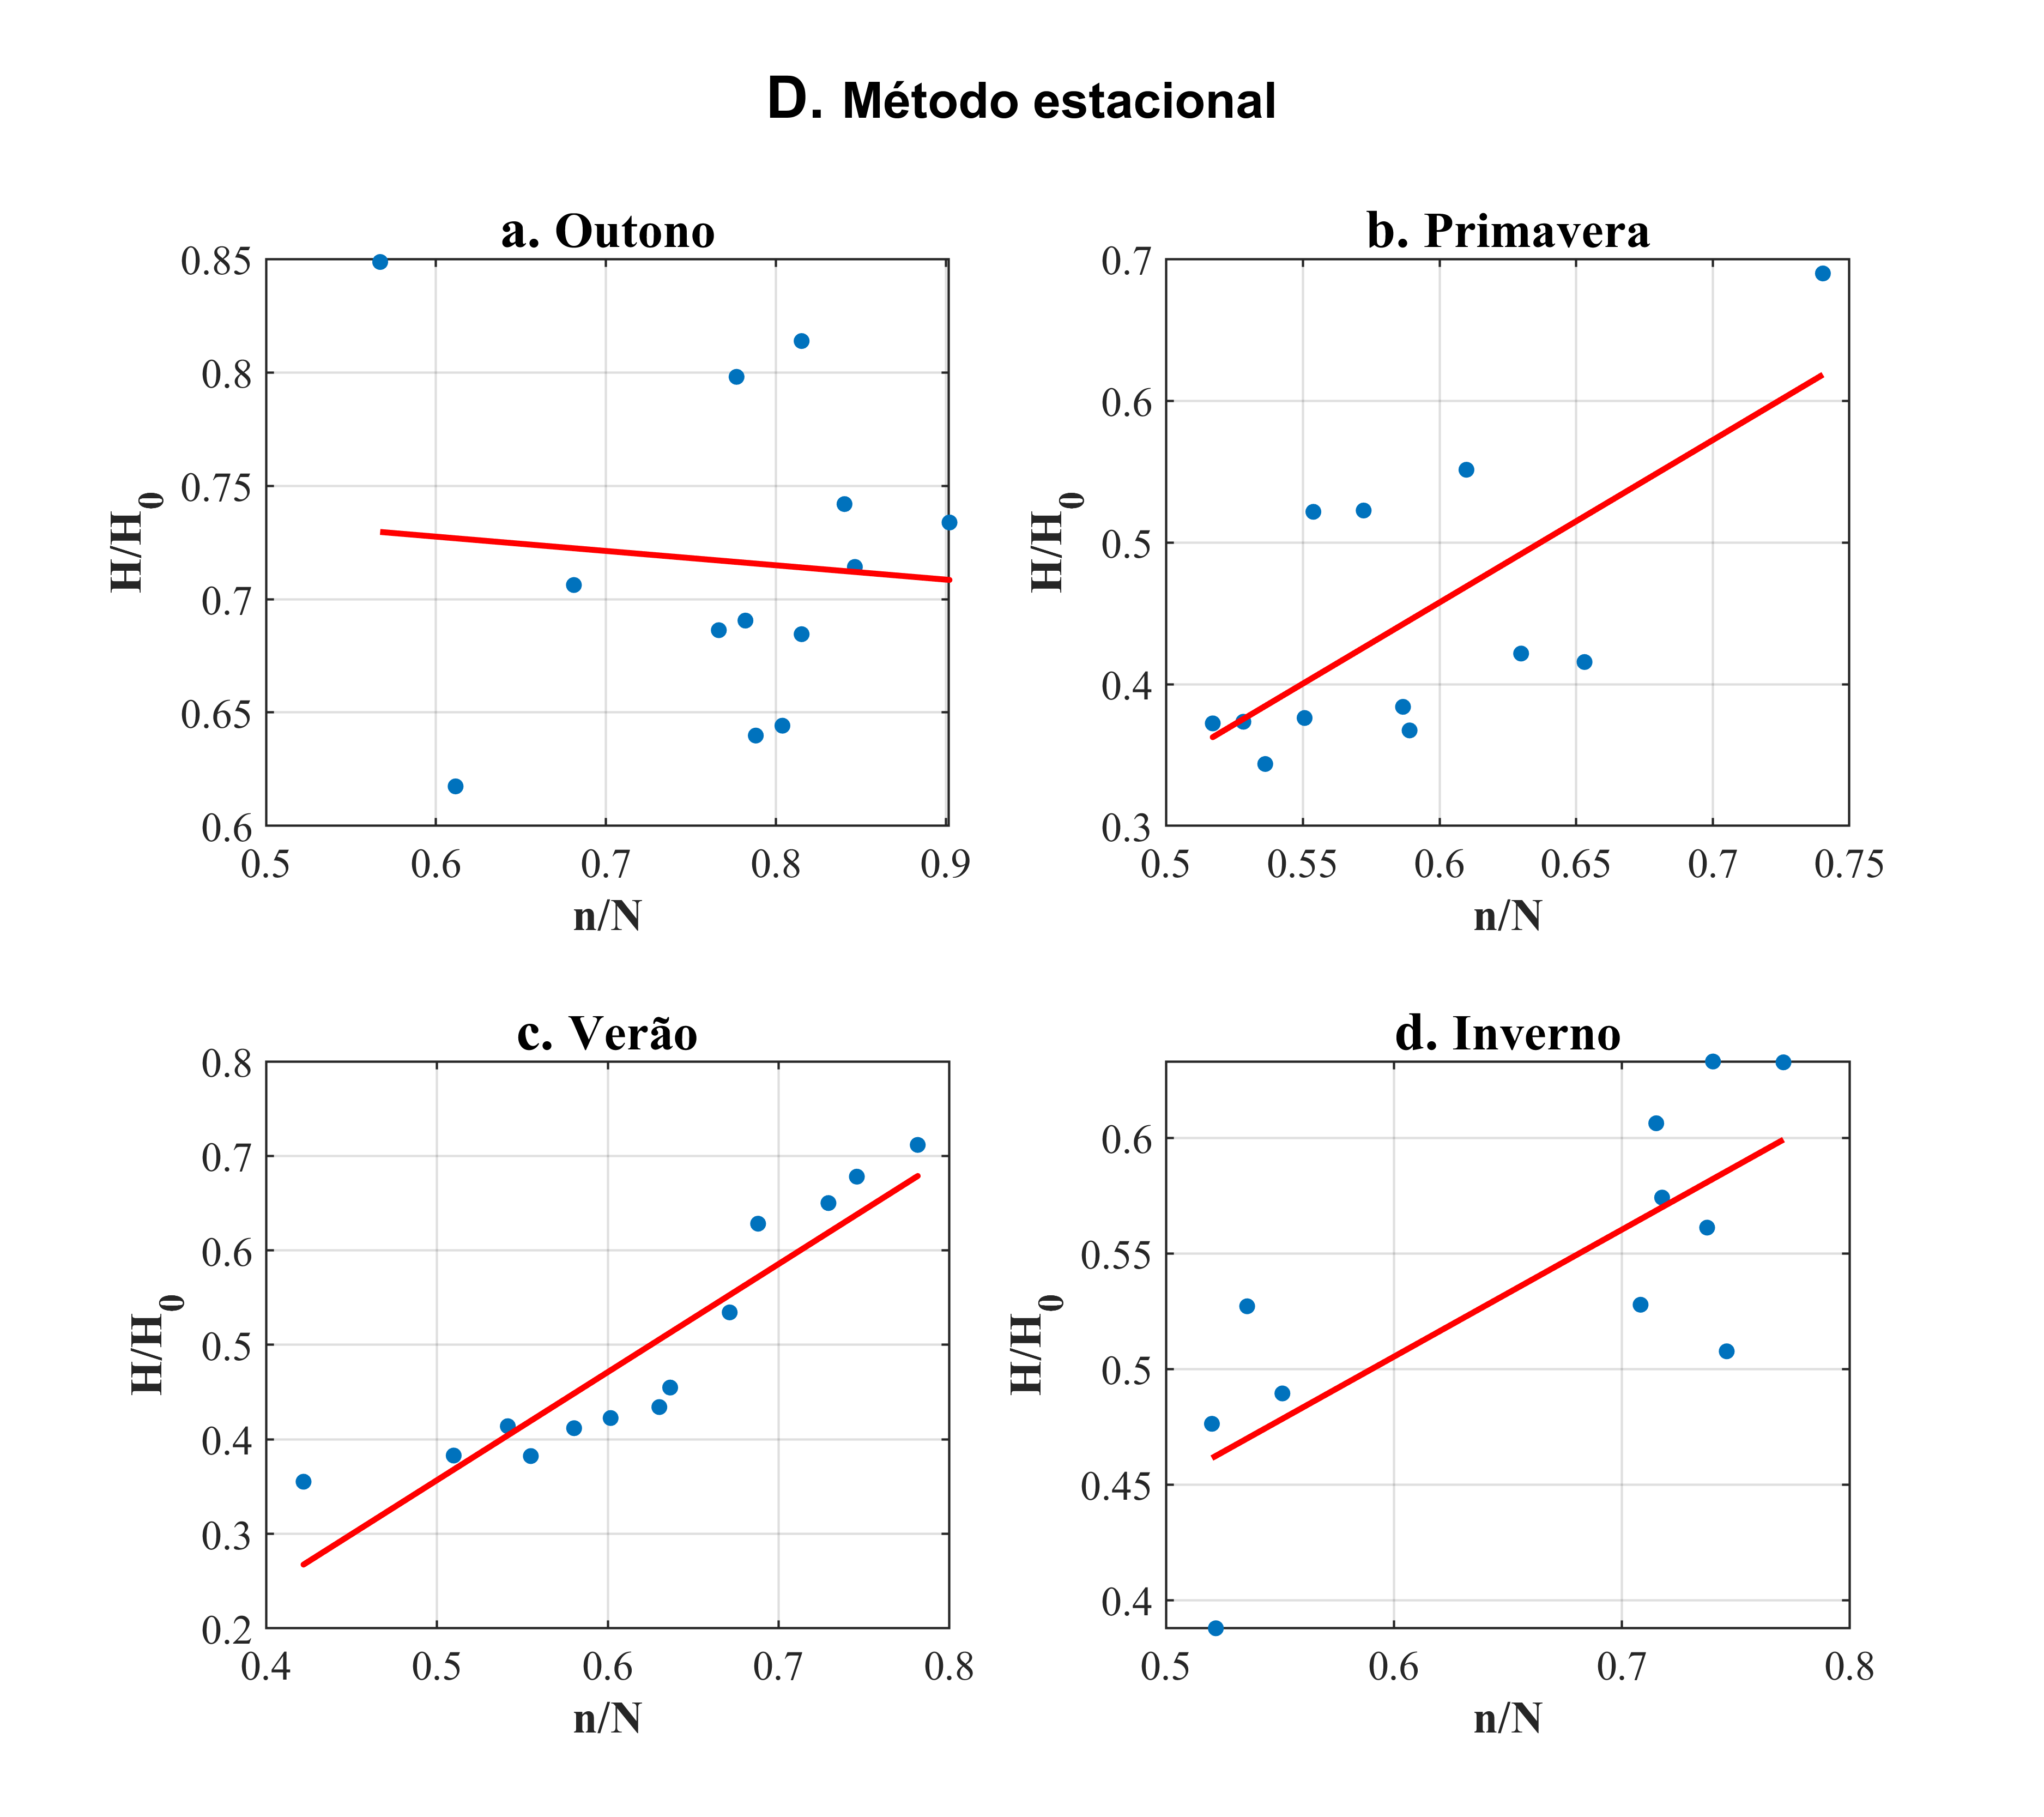 D. Método estacional
a. Outono
0.85
0.8
0.75
0.7
0.65
0.6
H/H0
0.5 0.6 0.7 0.8 0.9
n/N
b. Primavera
0.7
0.6
0.5
0.4
0.3
H/H0
0.5 0.55 0.6 0.65 0.7 0.75
n/N
c. Verão
0.8
0.7
0.6
0.5
0.4
0.3
0.2
H/H0
0.4 0.5 0.6 0.7 0.8
n/N
d. Inverno
0.6
0.55
0.5
0.45
0.4
H/H0
0.5 0.6 0.7 0.8
n/N